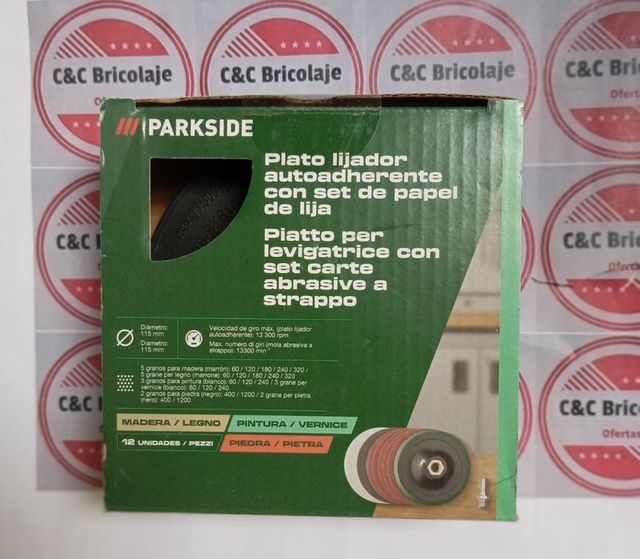 C&C Bricolaje
C&C Bricolaje
C&C Bricolaje
C&C Bricolaje
Ofertas
PARKSIDE
Plato lijador
autoadherente
con set de papel
de lija
Piatto per
levigatrice con
set carte
abrasive a
strappo
Diámetro:
115 mm
Diametro:
115 mm
Velocidad de giro máx. (plato lijador
autoadherente): 13 300 rpm
Max. numero di giri (mola abrasiva a
strappo): 13300 min⁻¹
5 granos para madera (marrón): 60 / 120 / 180 / 240 / 320 /
5 grane per legno (marrone): 60 / 120 / 180 / 240 / 320
3 granos para pintura (blanco): 60 / 120 / 240 / 3 grane per
vernice (bianco): 60 / 120 / 240
2 granos para piedra (negro): 400 / 1200 / 2 grane per pietra
(nero): 400 / 1200
MADERA / LEGNO
PINTURA / VERNICE
12 UNIDADES / PEZZI
PIEDRA / PIETRA
C&C
C&C Bricolaje
Ofertas
C&C
C&C Bricolaje
Ofertas